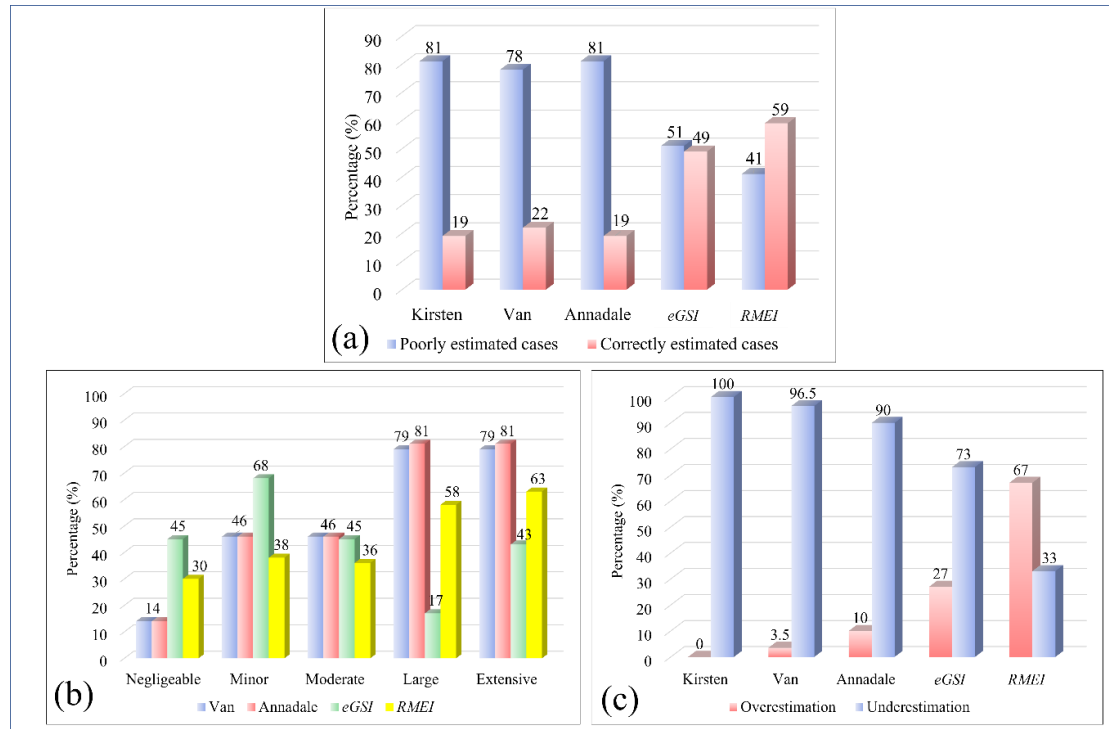 90
80
70
60
50
40
30
20
10
0
Percentage (%)
81 19 78 22 81 19 51 49 41 59
Kirsten Van Annadale eGSI RMEI
(a) Poorly estimated cases Correctly estimated cases
100
90
80
70
60
50
40
30
20
10
0
Percentage (%)
14 45 30 46 68 38 46 45 36 79 81 17 58 79 81 43 63
Negligeable Minor Moderate Large Extensive
(b) Van Annadale eGSI RMEI
100
90
80
70
60
50
40
30
20
10
0
Percentage (%)
0 100 3.5 96.5 10 90 27 73 67 33
Kirsten Van Annadale eGSI RMEI
(c) Overestimation Underestimation